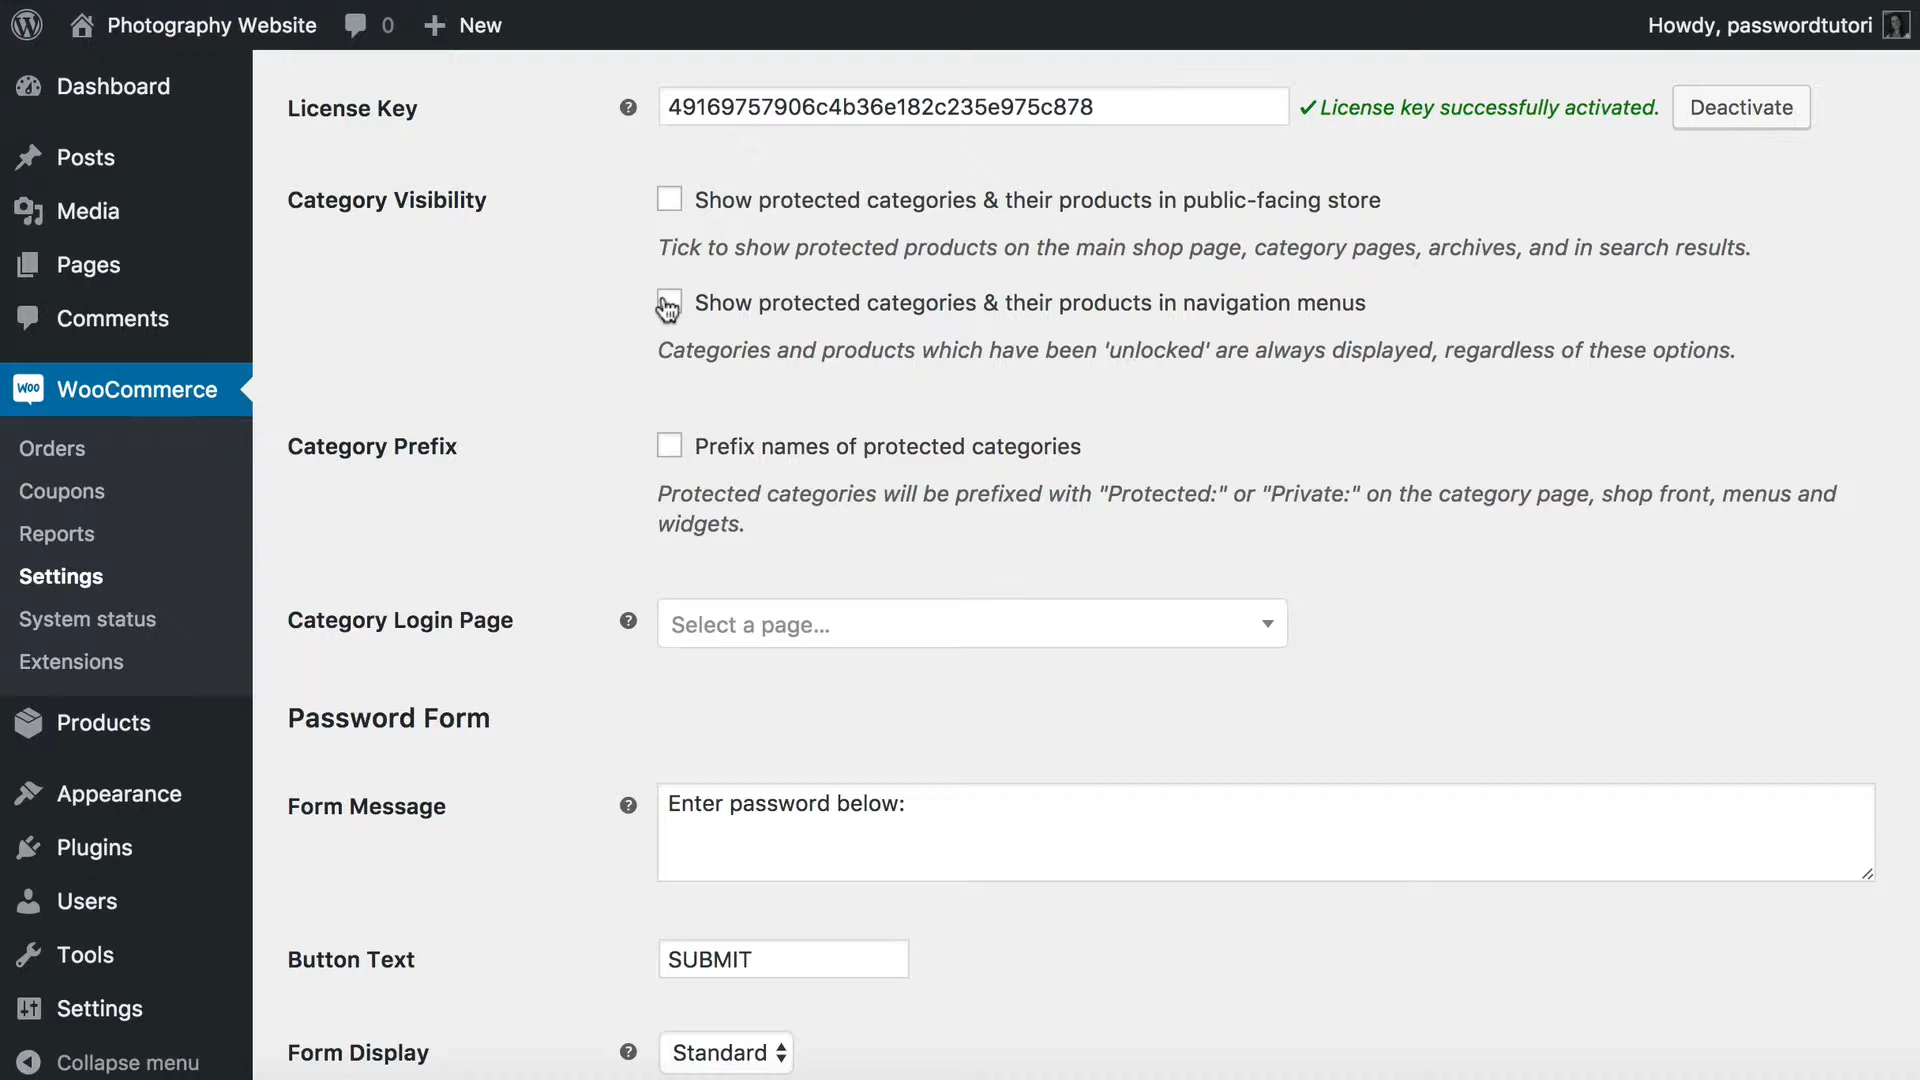 Photography Website 0 New Howdy, passwordtutori
Dashboard
Posts
Media
Pages
Comments
WOO WooCommerce
Orders
Coupons
Reports
Settings
System status
Extensions
Products
Appearance
Plugins
Users
Tools
Settings
Collapse menu
License Key ? 49169757906c4b36e182c235e975c878 ✓License key successfully activated. Deactivate
Category Visibility Show protected categories & their products in public-facing store
Tick to show protected products on the main shop page, category pages, archives, and in search results.
Show protected categories & their products in navigation menus
Categories and products which have been 'unlocked' are always displayed, regardless of these options.
Category Prefix Prefix names of protected categories
Protected categories will be prefixed with "Protected:" or "Private:" on the category page, shop front, menus and
widgets.
Category Login Page ? Select a page...
Password Form
Form Message ? Enter password below:
Button Text SUBMIT
Form Display ? Standard